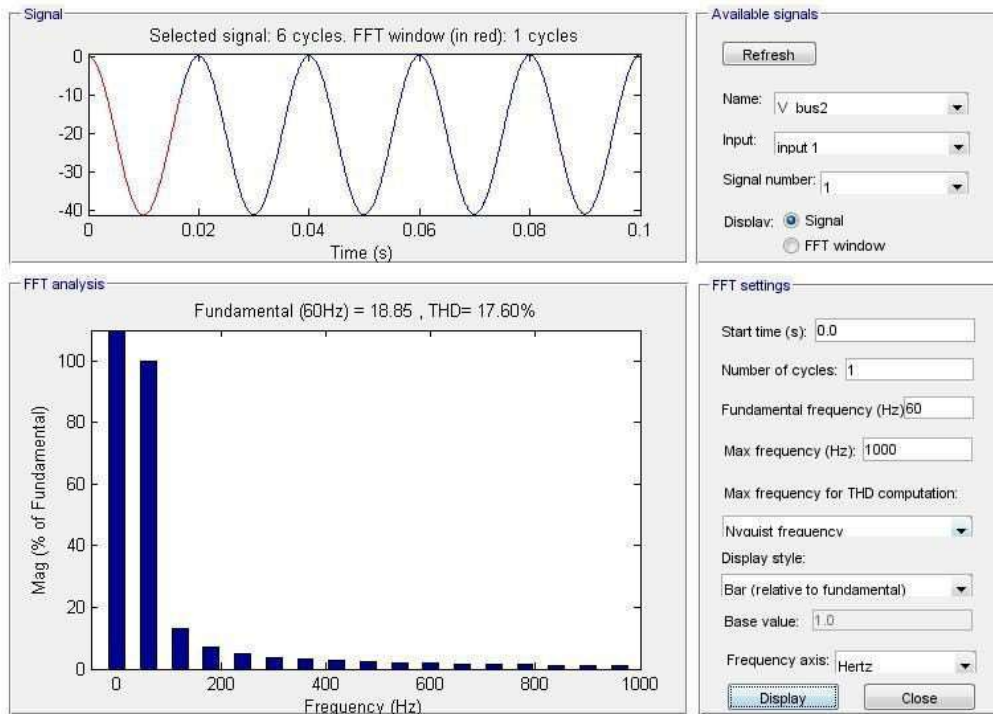 Signal
Selected signal: 6 cycles. FFT window (in red): 1 cycles
0
-10
-20
-30
-40
0
0.02
0.04
0.06
0.08
0.1
Time (s)
Available signals
Refresh
Name:
V bus2
Input:
input 1
Signal number:
1
Display:
Signal
FFT window
FFT analysis
Fundamental (60Hz) = 18.85 , THD= 17.60%
Mag (% of Fundamental)
100
80
60
40
20
0
0
200
400
600
800
1000
Frequency (Hz)
FFT settings
Start time (s):
0.0
Number of cycles:
1
Fundamental frequency (Hz)
60
Max frequency (Hz):
1000
Max frequency for THD computation:
Nyquist frequency
Display style:
Bar (relative to fundamental)
Base value:
1.0
Frequency axis:
Hertz
Display
Close